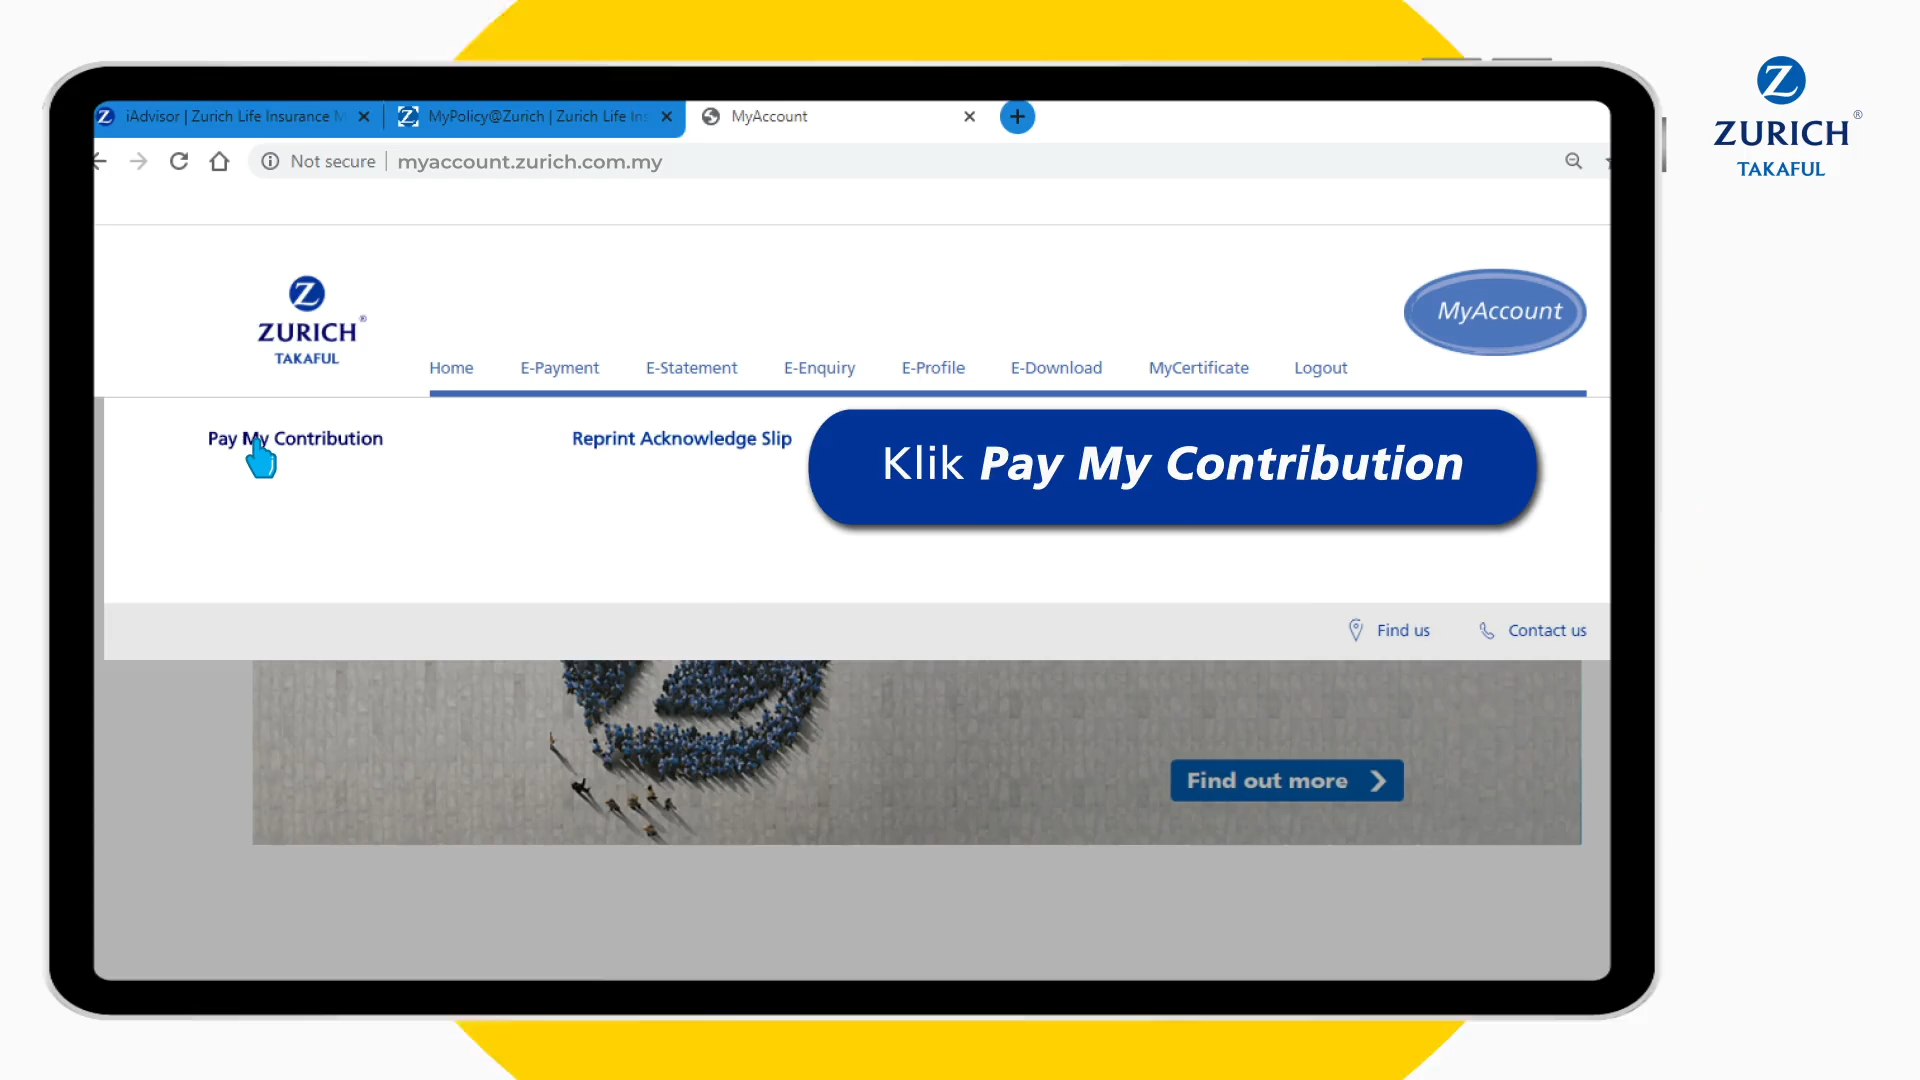 iAdvisor | Zurich Life Insurance M
MyPolicy@Zurich | Zurich Life Ins
MyAccount
Not secure
myaccount.zurich.com.my
ZURICH®
TAKAFUL
ZURICH®
TAKAFUL
MyAccount
Home
E-Payment
E-Statement
E-Enquiry
E-Profile
E-Download
MyCertificate
Logout
Pay My Contribution
Reprint Acknowledge Slip
Klik Pay My Contribution
Find us
Contact us
Find out more